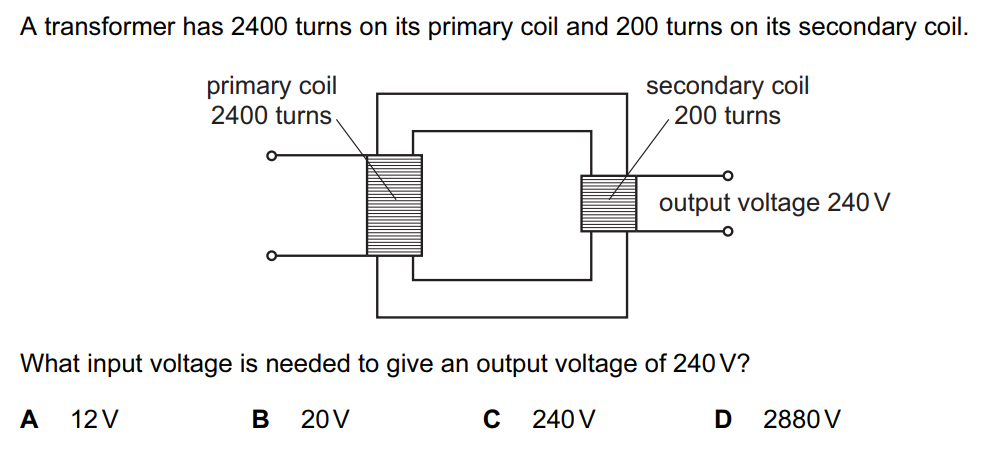 A transformer has 2400 turns on its primary coil and 200 turns on its secondary coil.
primary coil
2400 turns
secondary coil
200 turns
output voltage 240 V
What input voltage is needed to give an output voltage of 240 V?
A 12 V B 20 V C 240 V D 2880 V